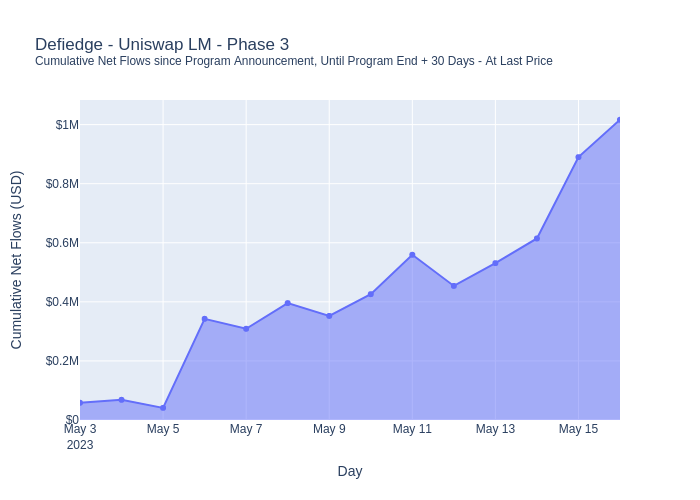 Defiedge - Uniswap LM - Phase 3
Cumulative Net Flows since Program Announcement, Until Program End + 30 Days - At Last Price
Cumulative Net Flows (USD)
$1M
$0.8M
$0.6M
$0.4M
$0.2M
$0
May 3
2023
May 5
May 7
May 9
May 11
May 13
May 15
Day